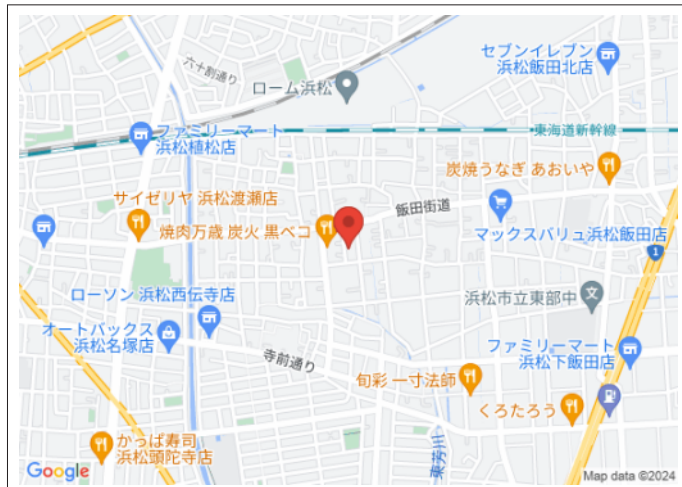 セブンイレブン
浜松飯田北店
六十割通り
ローム浜松
ファミリーマート
浜松植松店
東海道新幹線
炭焼うなぎ あおいや
サイゼリヤ 浜松渡瀬店
飯田街道
焼肉万歳 炭火 黒ベコ
マックスバリュ浜松飯田店
1
ローソン 浜松西伝寺店
浜松市立東部中
文
オートバックス
浜松名塚店
寺前通り
ファミリーマート
浜松下飯田店
旬彩 一寸法師
くろたろう
かっぱ寿司
浜松頭陀寺店
東芳川
Google
Map data ©2024